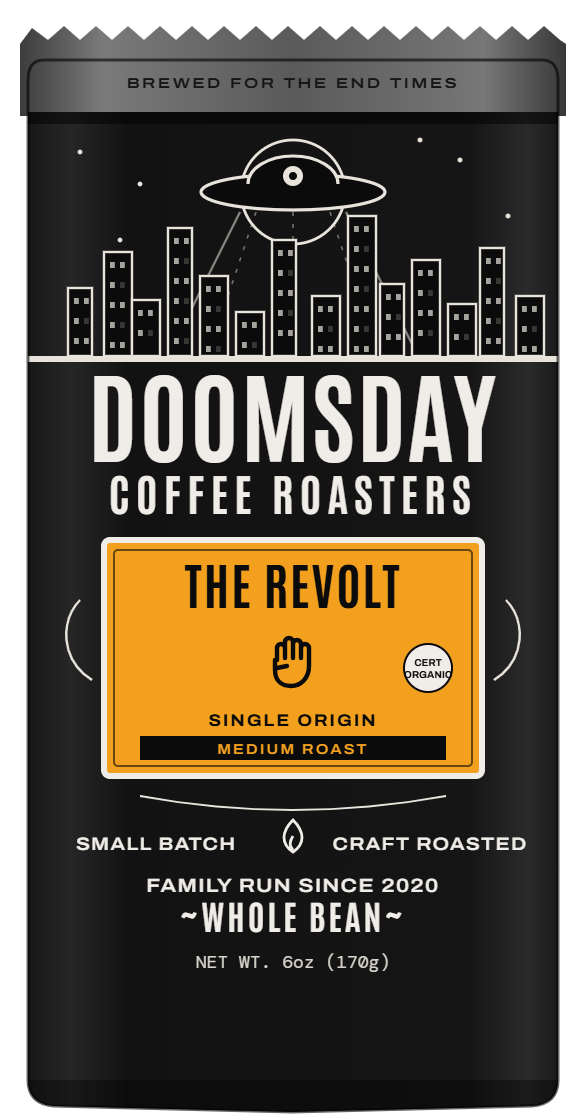 BREWED FOR THE END TIMES
DOOMSDAY
COFFEE ROASTERS
THE REVOLT
CERT
ORGANIC
SINGLE ORIGIN
MEDIUM ROAST
SMALL BATCH CRAFT ROASTED
FAMILY RUN SINCE 2020
~WHOLE BEAN~
NET WT. 6oz (170g)